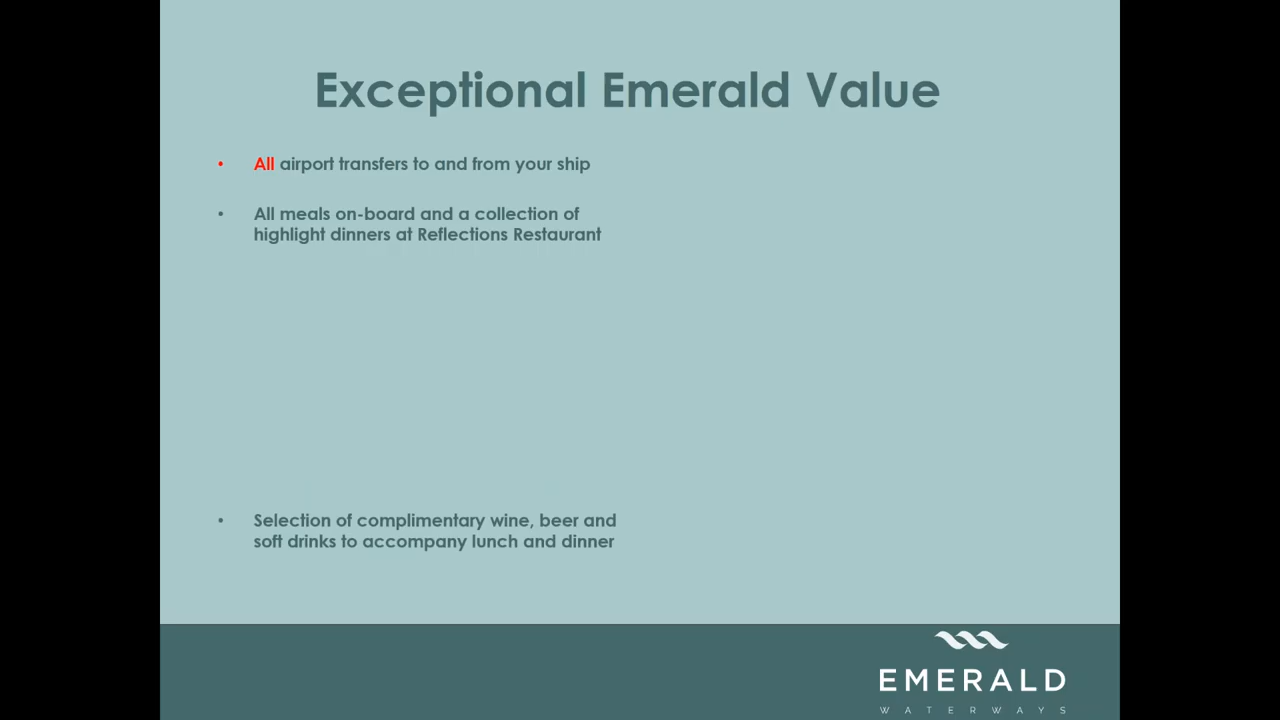 Exceptional Emerald Value
• All airport transfers to and from your ship
• All meals on-board and a collection of
highlight dinners at Reflections Restaurant
• Selection of complimentary wine, beer and
soft drinks to accompany lunch and dinner
EMERALD
WATERWAYS